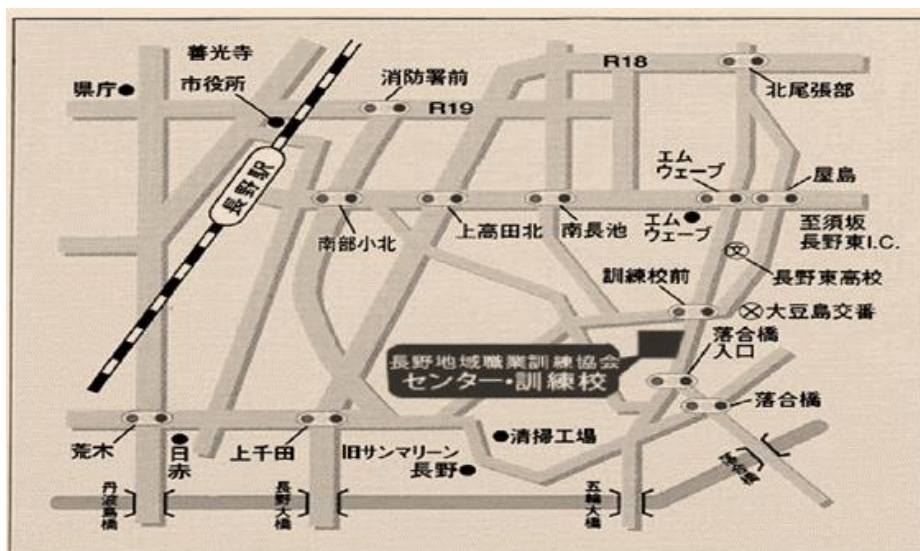 善光寺
市役所
県庁
消防署前
R18
R19
北尾張部
長野駅
エム
ウェーブ
屋島
南部小北
上高田北
南長池
エム
ウェーブ
至須坂
長野東I.C.
文
長野東高校
訓練校前
大豆島交番
長野地域職業訓練協会
センター・訓練校
落合橋
入口
落合橋
荒木
日赤
上千田
旧サンマリーン
長野
清掃工場
丹波島橋
長野大橋
五輪大橋
落合橋